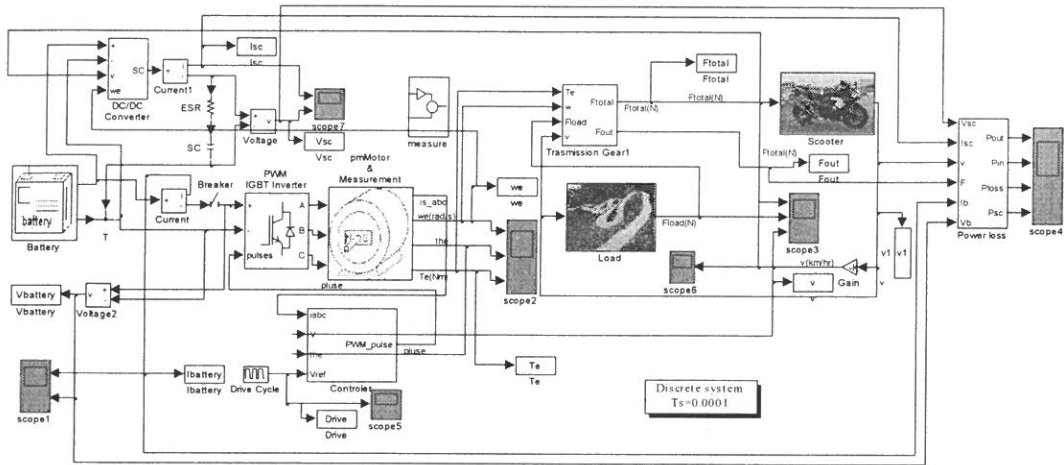 +
-
v
we
SC
DC/DC
Converter
+
-
i
Current1
Isc
Isc
ESR
SC
+
-
v
Voltage
scope7
Vsc
Vsc
measure
Te
w
Fload
v
Ftotal
Fout
Trasmission Gear1
Ftotal
Ftotal
Ftotal(N)
Ftotal(N)
Scooter
Ftotal(N)
Fout
Fout
Vsc
Isc
v
F
Ib
Vb
Pout
Pin
Ploss
Psc
Power loss
scope4
battery
Battery
T
Current
Breaker
PWM
IGBT Inverter
+
-
pulses
A
B
C
pmMotor
&
Measurement
is_abc
we(rad/s)
the
Te(Nm)
we
we
scope2
Load
Fload(N)
scope3
v(km/hr)
scope6
Gain
v
v
v1
v1
Vbattery
Vbattery
v
+
-
Voltage2
pluse
iabc
V
the
Vref
PWM_pulse
pluse
Controler
scope1
Ibattery
Ibattery
Drive Cycle
Drive
Drive
scope5
Te
Te
Discrete system
Ts=0.0001